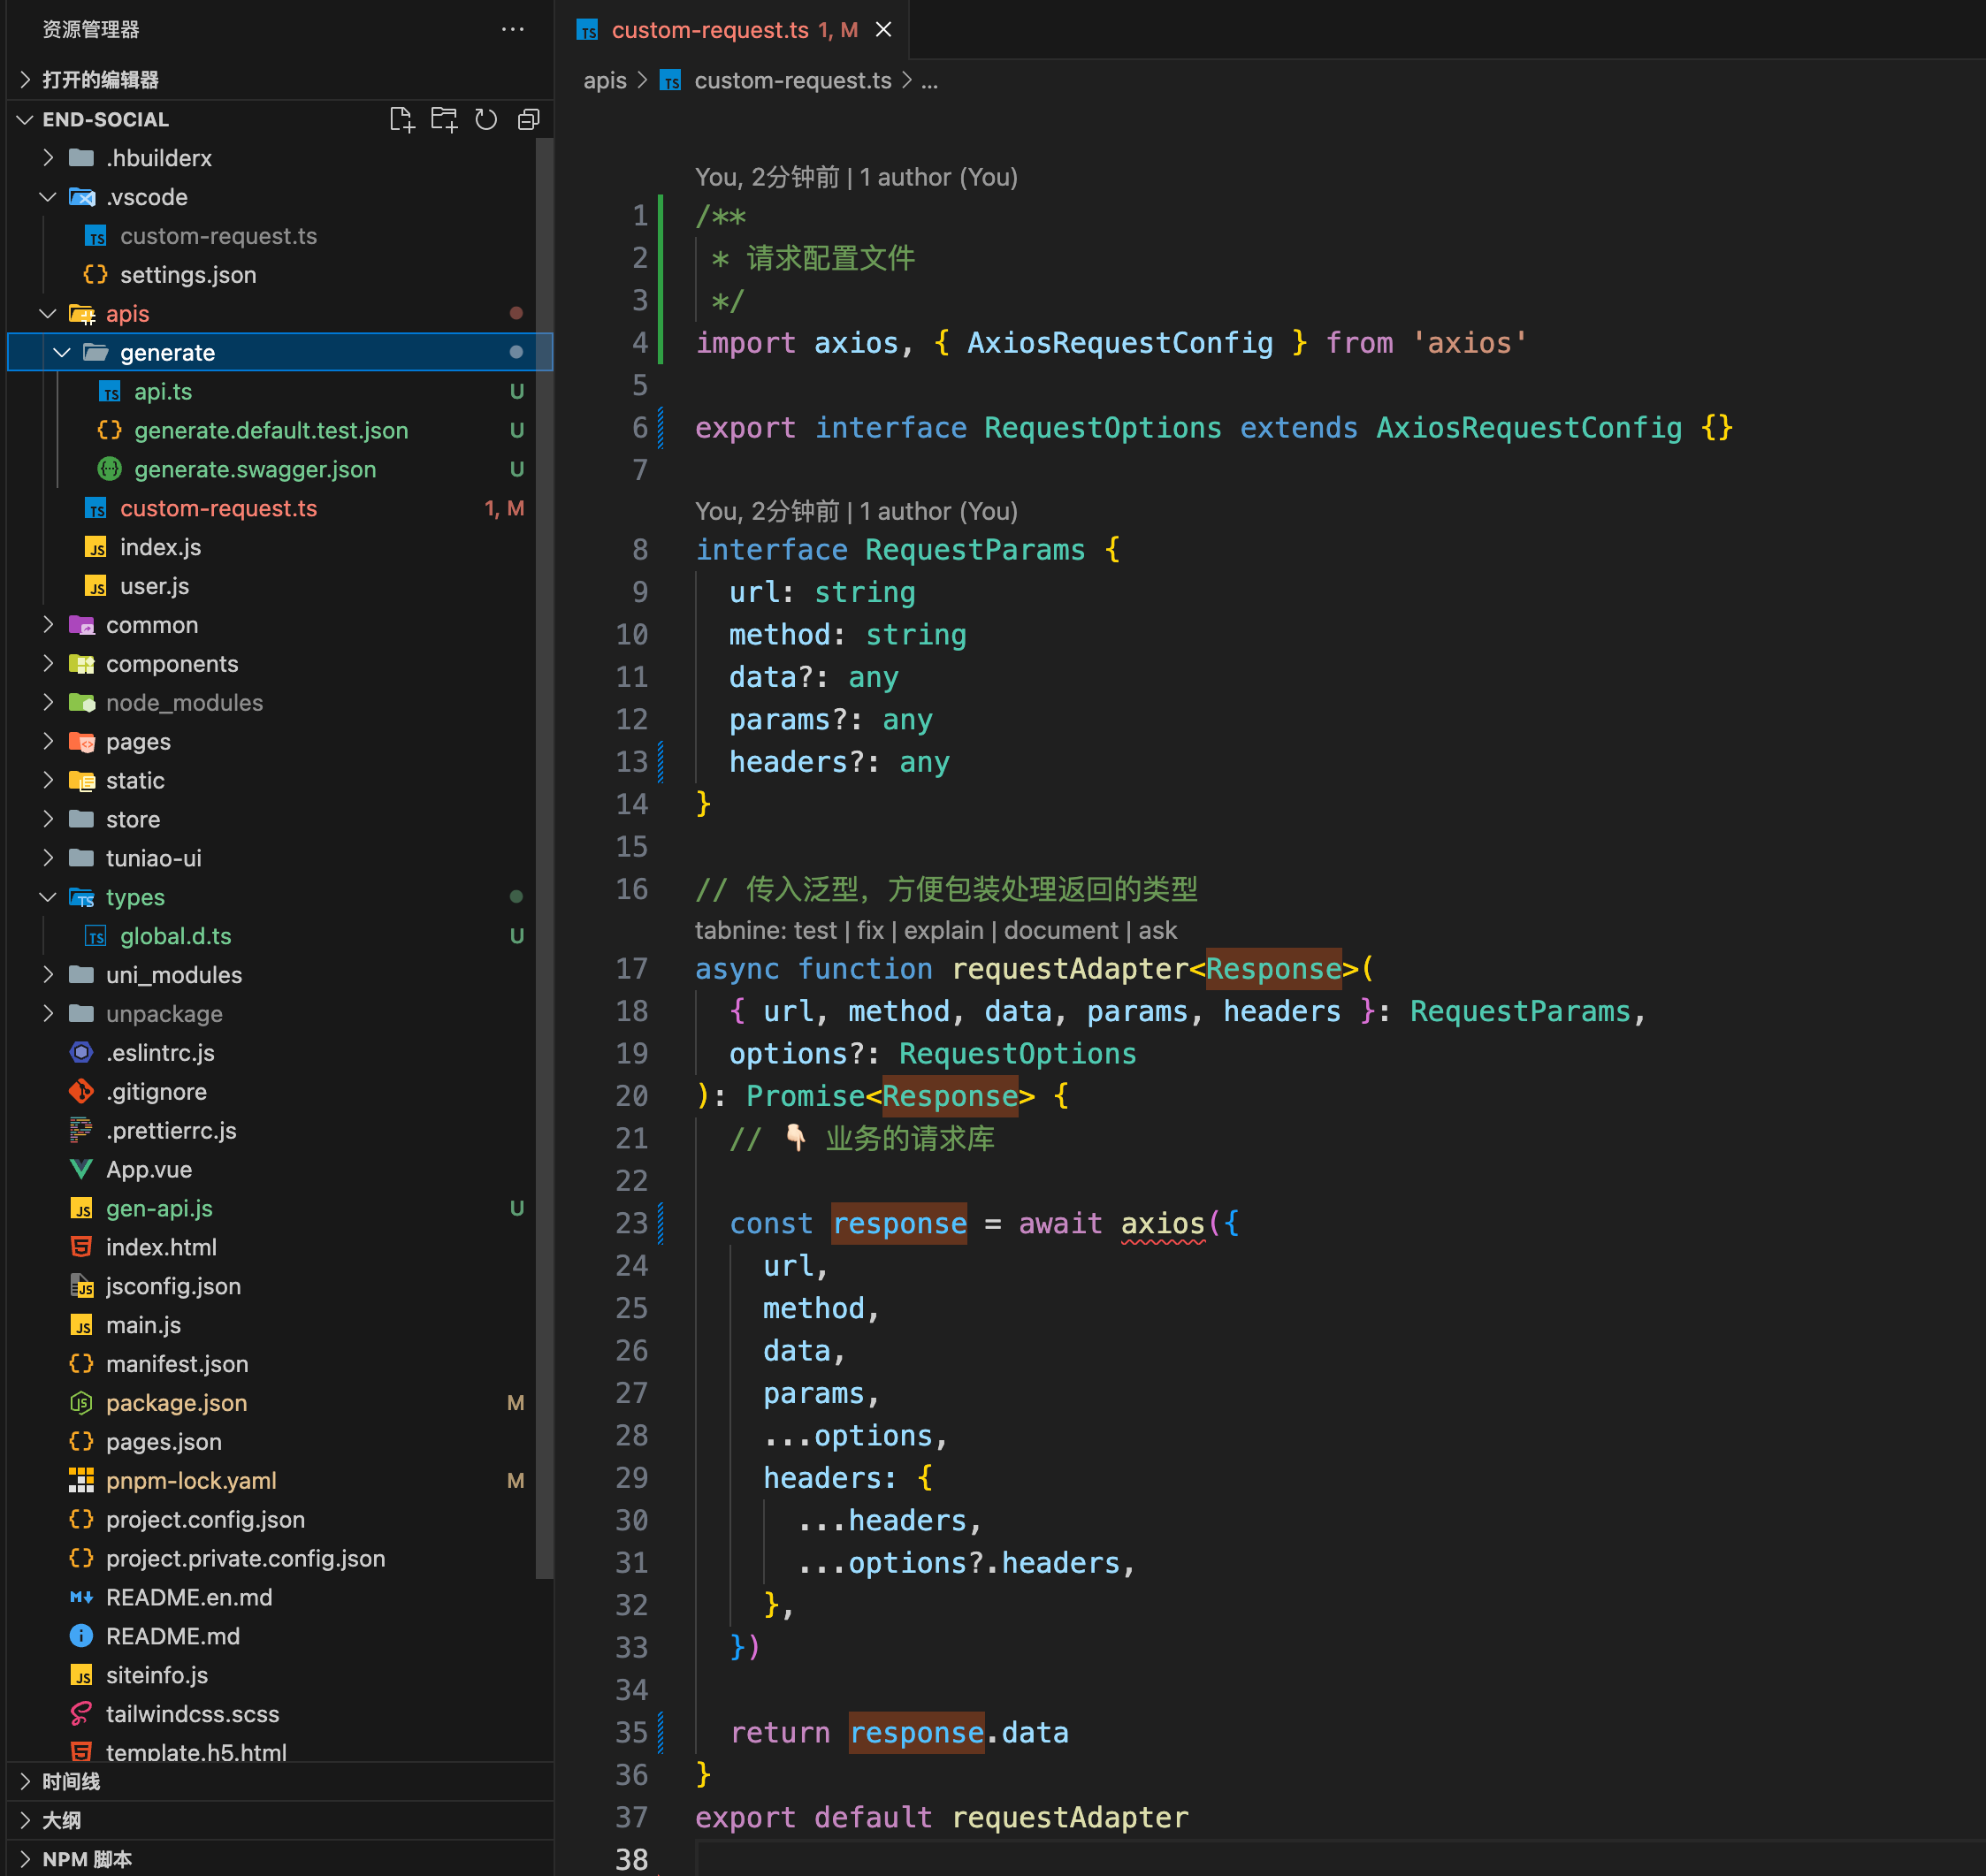 资源管理器
打开的编辑器
END-SOCIAL
.hbuilderx
.vscode
custom-request.ts
settings.json
apis
generate
api.ts U
generate.default.test.json U
generate.swagger.json U
custom-request.ts 1, M
index.js
user.js
common
components
node_modules
pages
static
store
tuniao-ui
types
global.d.ts U
uni_modules
unpackage
.eslintrc.js
.gitignore
.prettierrc.js
App.vue
gen-api.js U
index.html
jsconfig.json
main.js
manifest.json
package.json M
pages.json
pnpm-lock.yaml M
project.config.json
project.private.config.json
README.en.md
README.md
siteinfo.js
tailwindcss.scss
template.h5.html
时间线
大纲
NPM 脚本
custom-request.ts 1, M
apis > custom-request.ts > ...
You, 2分钟前 | 1 author (You)
1 /**
2 * 请求配置文件
3 */
4 import axios, { AxiosRequestConfig } from 'axios'
5
6 export interface RequestOptions extends AxiosRequestConfig {}
7
You, 2分钟前 | 1 author (You)
8 interface RequestParams {
9 url: string
10 method: string
11 data?: any
12 params?: any
13 headers?: any
14 }
15
16 // 传入泛型，方便包装处理返回的类型
tabnine: test | fix | explain | document | ask
17 async function requestAdapter<Response>(
18 { url, method, data, params, headers }: RequestParams,
19 options?: RequestOptions
20 ): Promise<Response> {
21 // 👇🏻 业务的请求库
22
23 const response = await axios({
24 url,
25 method,
26 data,
27 params,
28 ...options,
29 headers: {
30 ...headers,
31 ...options?.headers,
32 },
33 })
34
35 return response.data
36 }
37 export default requestAdapter
38